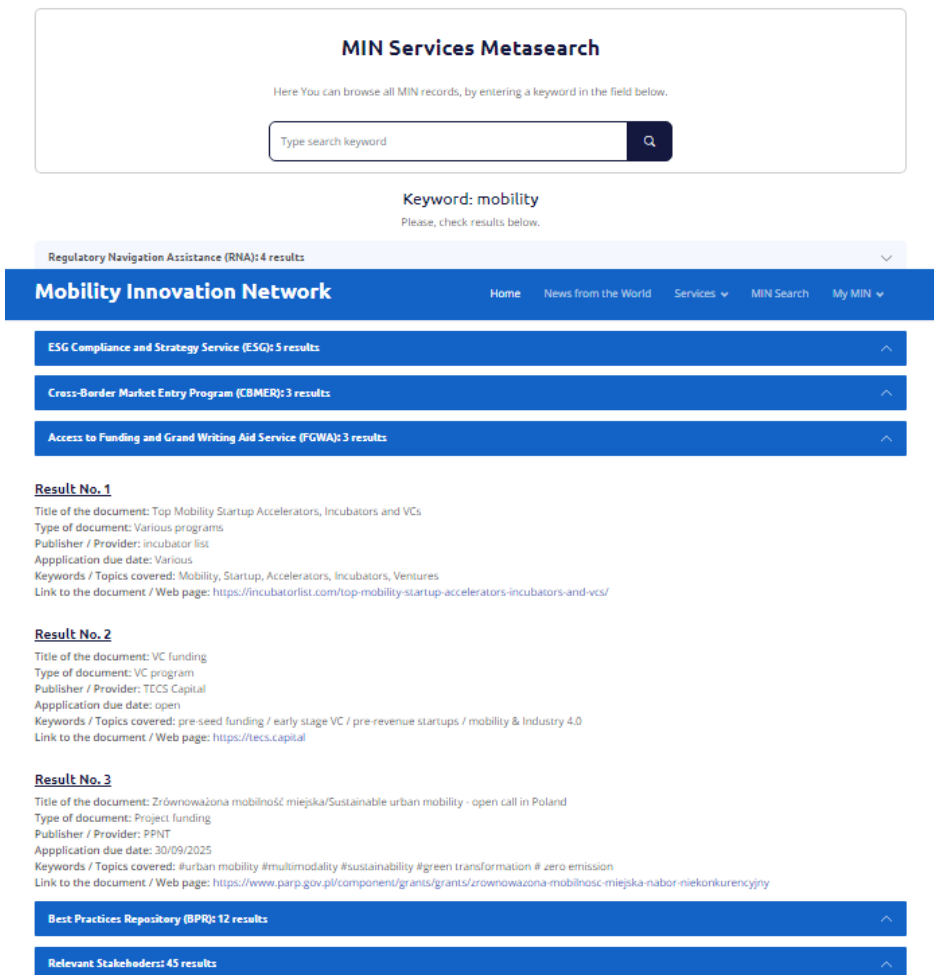 MIN Services Metasearch
Here You can browse all MIN records, by entering a keyword in the field below.
Type search keyword
Keyword: mobility
Please, check results below.
Regulatory Navigation Assistance (RNA): 4 results
Mobility Innovation Network Home News from the World Services MIN Search My MIN
ESG Compliance and Strategy Service (ESG): 5 results
Cross-Border Market Entry Program (CBMER): 3 results
Access to Funding and Grand Writing Aid Service (FGWA): 3 results
Result No. 1
Title of the document: Top Mobility Startup Accelerators, Incubators and VCs
Type of document: Various programs
Publisher / Provider: incubator list
Appplication due date: Various
Keywords / Topics covered: Mobility, Startup, Accelerators, Incubators, Ventures
Link to the document / Web page: https://incubatorlist.com/top-mobility-startup-accelerators-incubators-and-vcs/
Result No. 2
Title of the document: VC funding
Type of document: VC program
Publisher / Provider: TECS Capital
Appplication due date: open
Keywords / Topics covered: pre-seed funding / early stage VC / pre-revenue startups / mobility & Industry 4.0
Link to the document / Web page: https://tecs.capital
Result No. 3
Title of the document: Zrównoważona mobilność miejska/Sustainable urban mobility - open call in Poland
Type of document: Project funding
Publisher / Provider: PPNT
Appplication due date: 30/09/2025
Keywords / Topics covered: #urban mobility #multimodality #sustainability #green transformation # zero emission
Link to the document / Web page: https://www.parp.gov.pl/component/grants/grants/zrownowazona-mobilnosc-miejska-nabor-niekonkurencyjny
Best Practices Repository (BPR): 12 results
Relevant Stakehoders: 45 results